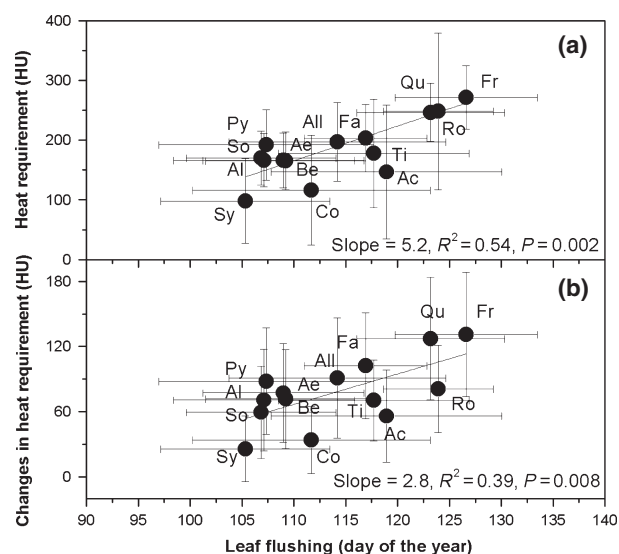 400
300
200
100
0
Heat requirement (HU)
(a)
Qu
Fr
Py
All
Fa
Ro
So
Ae
Ti
Al
Be
Ac
Sy
Co
Slope = 5.2, R² = 0.54, P = 0.002
180
120
60
0
Changes in heat requirement (HU)
(b)
Qu
Fr
Fa
Py
All
Al
Ae
Ro
So
Be
Ti
Ac
Sy
Co
Slope = 2.8, R² = 0.39, P = 0.008
90 95 100 105 110 115 120 125 130 135 140
Leaf flushing (day of the year)